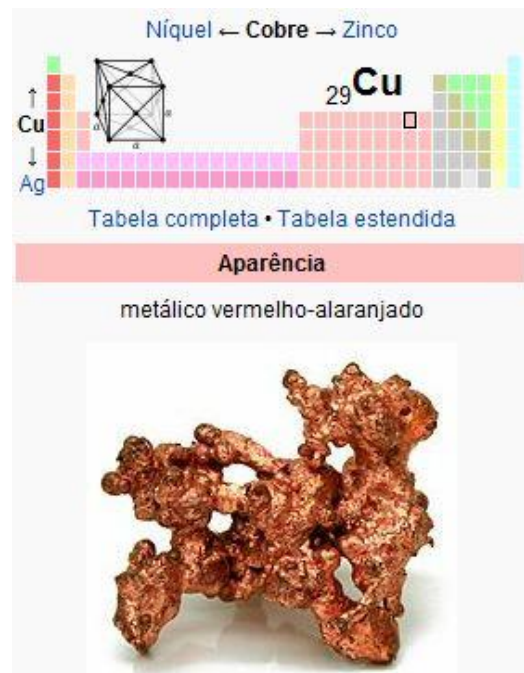 Níquel ← Cobre → Zinco
29Cu
a
a
a
↑
Cu
↓
Ag
Tabela completa • Tabela estendida
Aparência
metálico vermelho-alaranjado